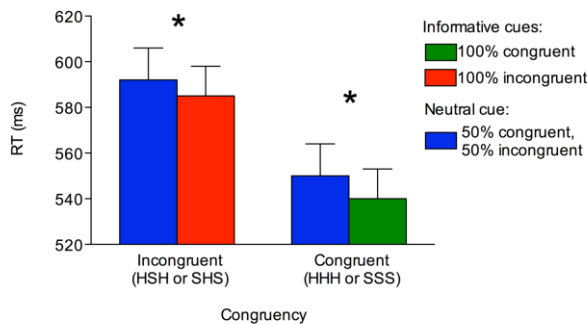 620
600
580
560
540
520
RT (ms)
*
*
Incongruent
(HSH or SHS)
Congruent
(HHH or SSS)
Congruency
Informative cues:
100% congruent
100% incongruent
Neutral cue:
50% congruent,
50% incongruent